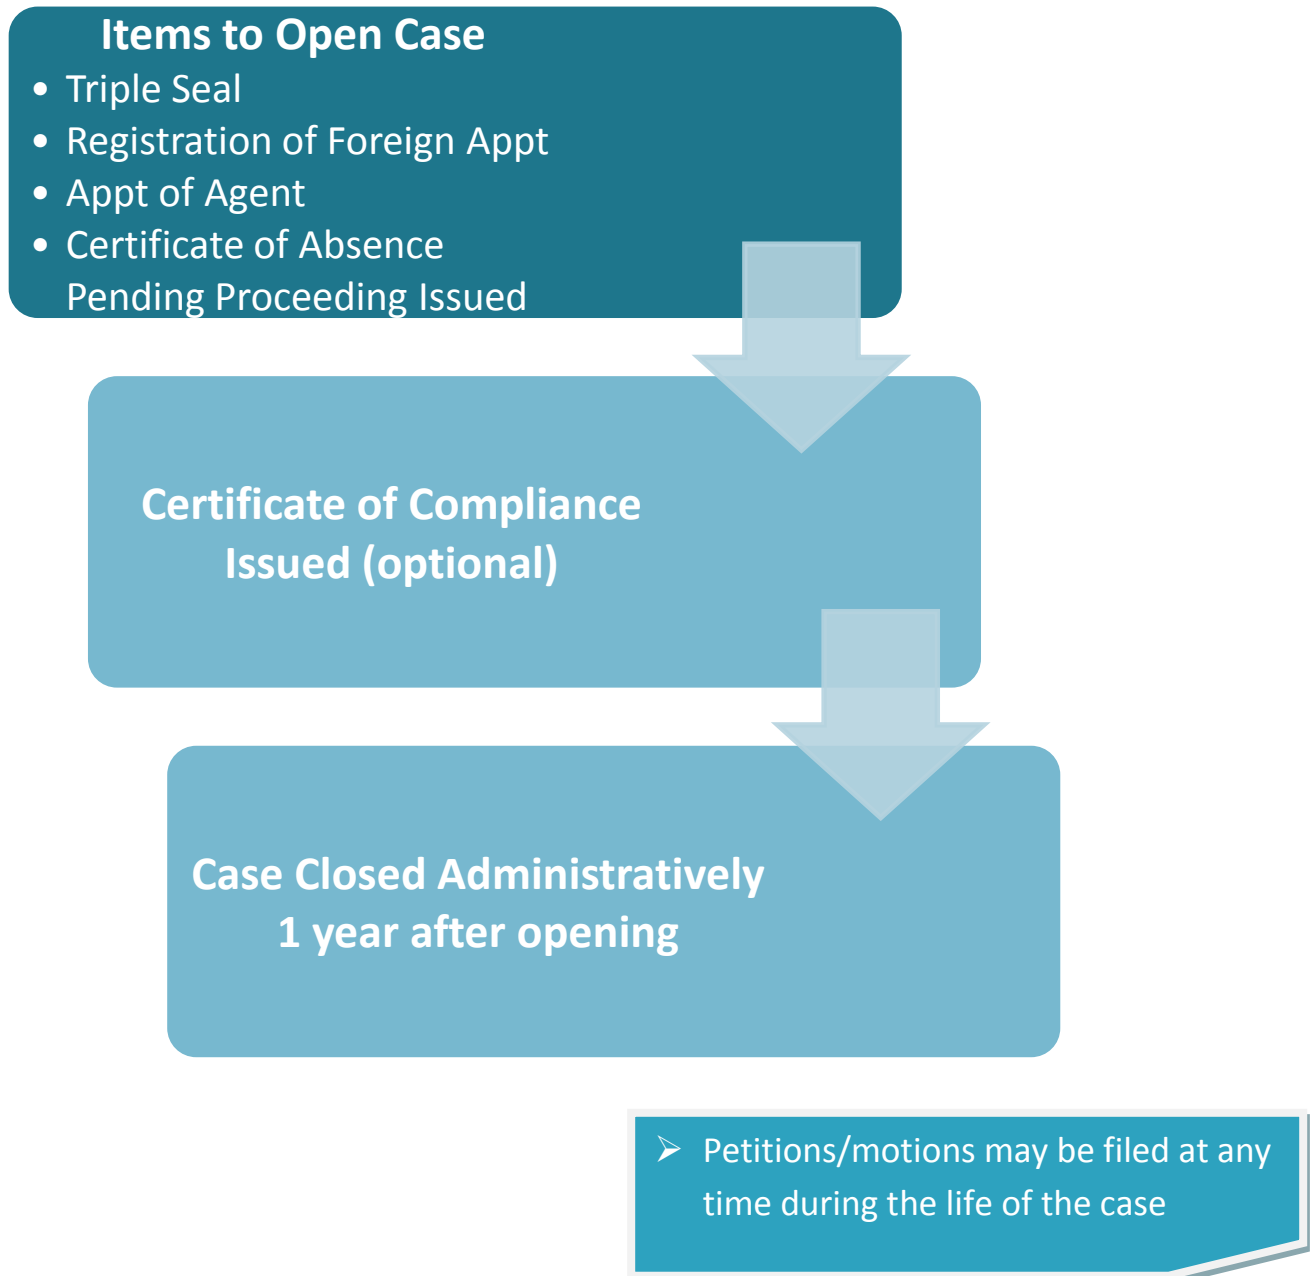 Items to Open Case
• Triple Seal
• Registration of Foreign Appt
• Appt of Agent
• Certificate of Absence
Pending Proceeding Issued
Certificate of Compliance
Issued (optional)
Case Closed Administratively
1 year after opening
➢ Petitions/motions may be filed at any
time during the life of the case